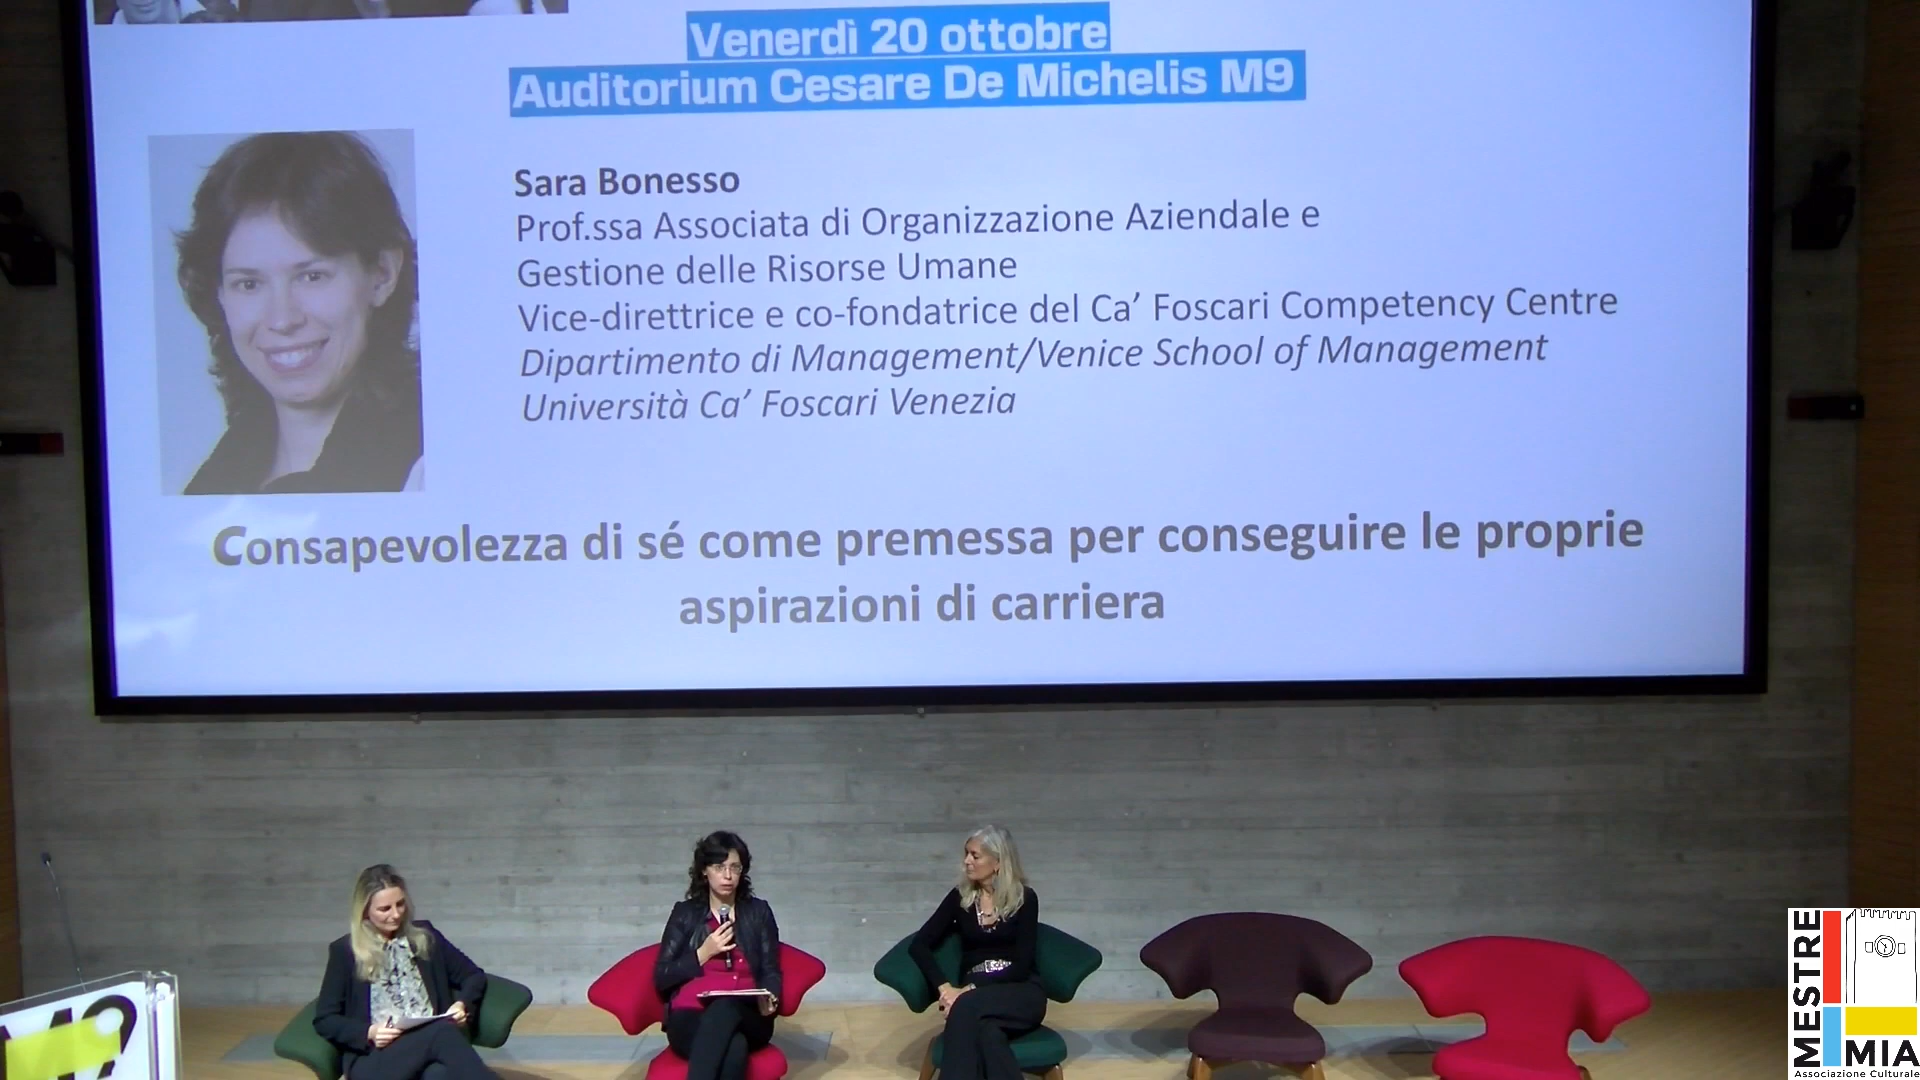 Venerdì 20 ottobre
Auditorium Cesare De Michelis M9
Sara Bonesso
Prof.ssa Associata di Organizzazione Aziendale e
Gestione delle Risorse Umane
Vice-direttrice e co-fondatrice del Ca’ Foscari Competency Centre
Dipartimento di Management/Venice School of Management
Università Ca’ Foscari Venezia
Consapevolezza di sé come premessa per conseguire le proprie
aspirazioni di carriera
M9
MESTRE
MIA
Associazione Culturale